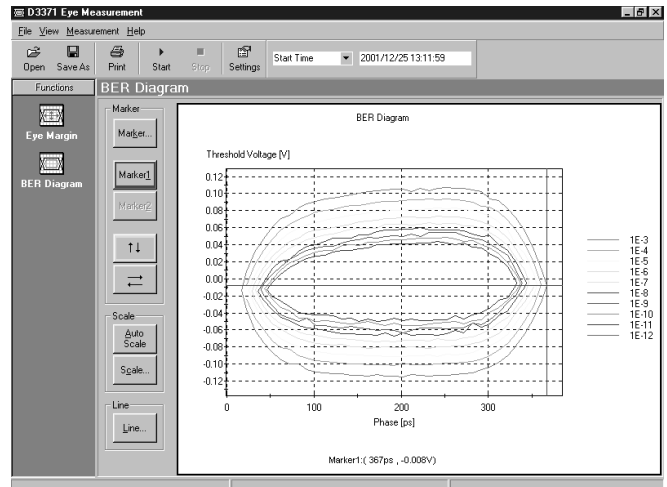 D3371 Eye Measurement
File View Measurement Help
Open Save As Print Start Stop Settings Start Time 2001/12/25 13:11:59
Functions
Eye Margin
BER Diagram
BER Diagram
Marker
Marker...
Marker1
Marker2
Scale
Auto Scale
Scale...
Line
Line...
BER Diagram
Threshold Voltage [V]
0.12
0.10
0.08
0.06
0.04
0.02
0.00
-0.02
-0.04
-0.06
-0.08
-0.10
-0.12
0 100 200 300
Phase [ps]
1E-3
1E-4
1E-5
1E-6
1E-7
1E-8
1E-9
1E-10
1E-11
1E-12
Marker1:( 367ps , -0.008V)